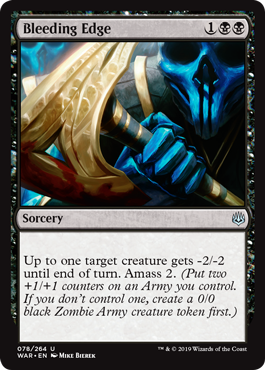 Bleeding Edge 1
Sorcery
Up to one target creature gets -2/-2
until end of turn. Amass 2. (Put two
+1/+1 counters on an Army you control.
If you don't control one, create a 0/0
black Zombie Army creature token first.)
078/264 U
WAR • EN Mike Bierek
™ & © 2019 Wizards of the Coast